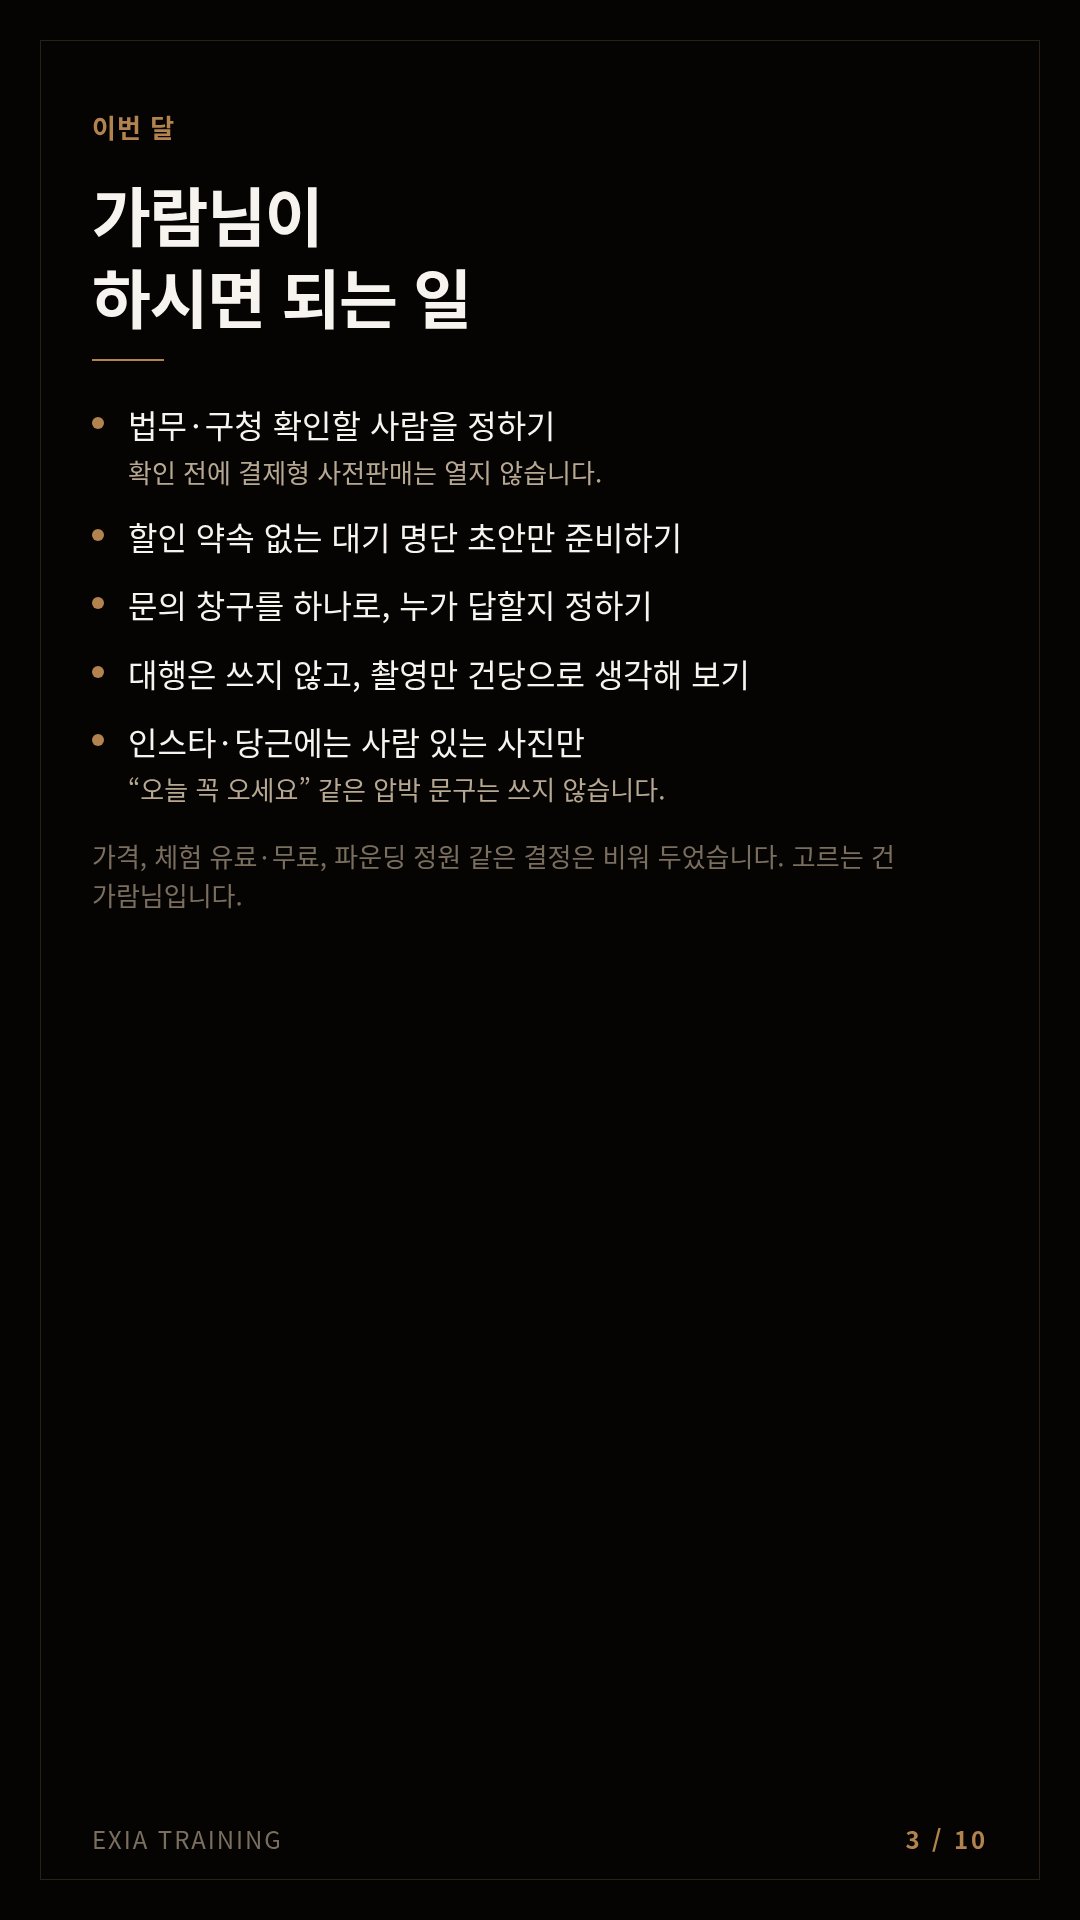 이번 달
가람님이
하시면 되는 일
법무·구청 확인할 사람을 정하기
확인 전에 결제형 사전판매는 열지 않습니다.
할인 약속 없는 대기 명단 초안만 준비하기
문의 창구를 하나로, 누가 답할지 정하기
대행은 쓰지 않고, 촬영만 건당으로 생각해 보기
인스타·당근에는 사람 있는 사진만
“오늘 꼭 오세요” 같은 압박 문구는 쓰지 않습니다.
가격, 체험 유료·무료, 파운딩 정원 같은 결정은 비워 두었습니다. 고르는 건
가람님입니다.
EXIA TRAINING
3 / 10